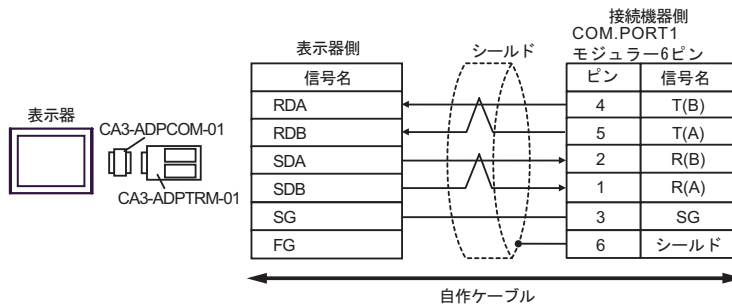 接続機器側
COM.PORT1
モジュラー6ピン
表示器側
シールド
信号名
ピン
信号名
RDA
4
T(B)
RDB
5
T(A)
SDA
2
R(B)
SDB
1
R(A)
SG
3
SG
FG
6
シールド
表示器
CA3-ADPCOM-01
CA3-ADPTRM-01
自作ケーブル